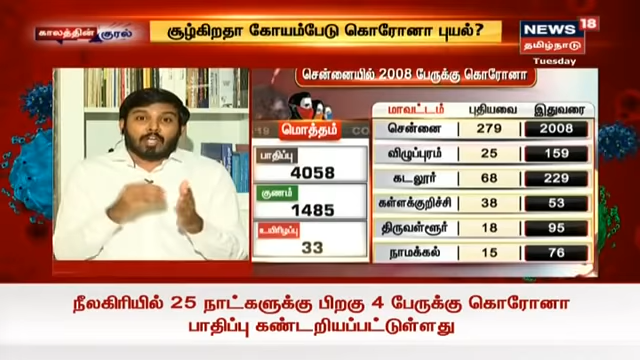 காலத்தின் குரல்
சூழ்கிறதா கோயம்பேடு கொரோனா புயல்?
NEWS 18
தமிழ்நாடு
Tuesday
சென்னையில் 2008 பேருக்கு கொரோனா
மொத்தம்
பாதிப்பு
4058
குணம்
1485
உயிரிழப்பு
33
மாவட்டம் புதியவை இதுவரை
சென்னை 279 2008
விழுப்புரம் 25 159
கடலூர் 68 229
கள்ளக்குறிச்சி 38 53
திருவள்ளூர் 18 95
நாமக்கல் 15 76
நீலகிரியில் 25 நாட்களுக்கு பிறகு 4 பேருக்கு கொரோனா
பாதிப்பு கண்டறியப்பட்டுள்ளது